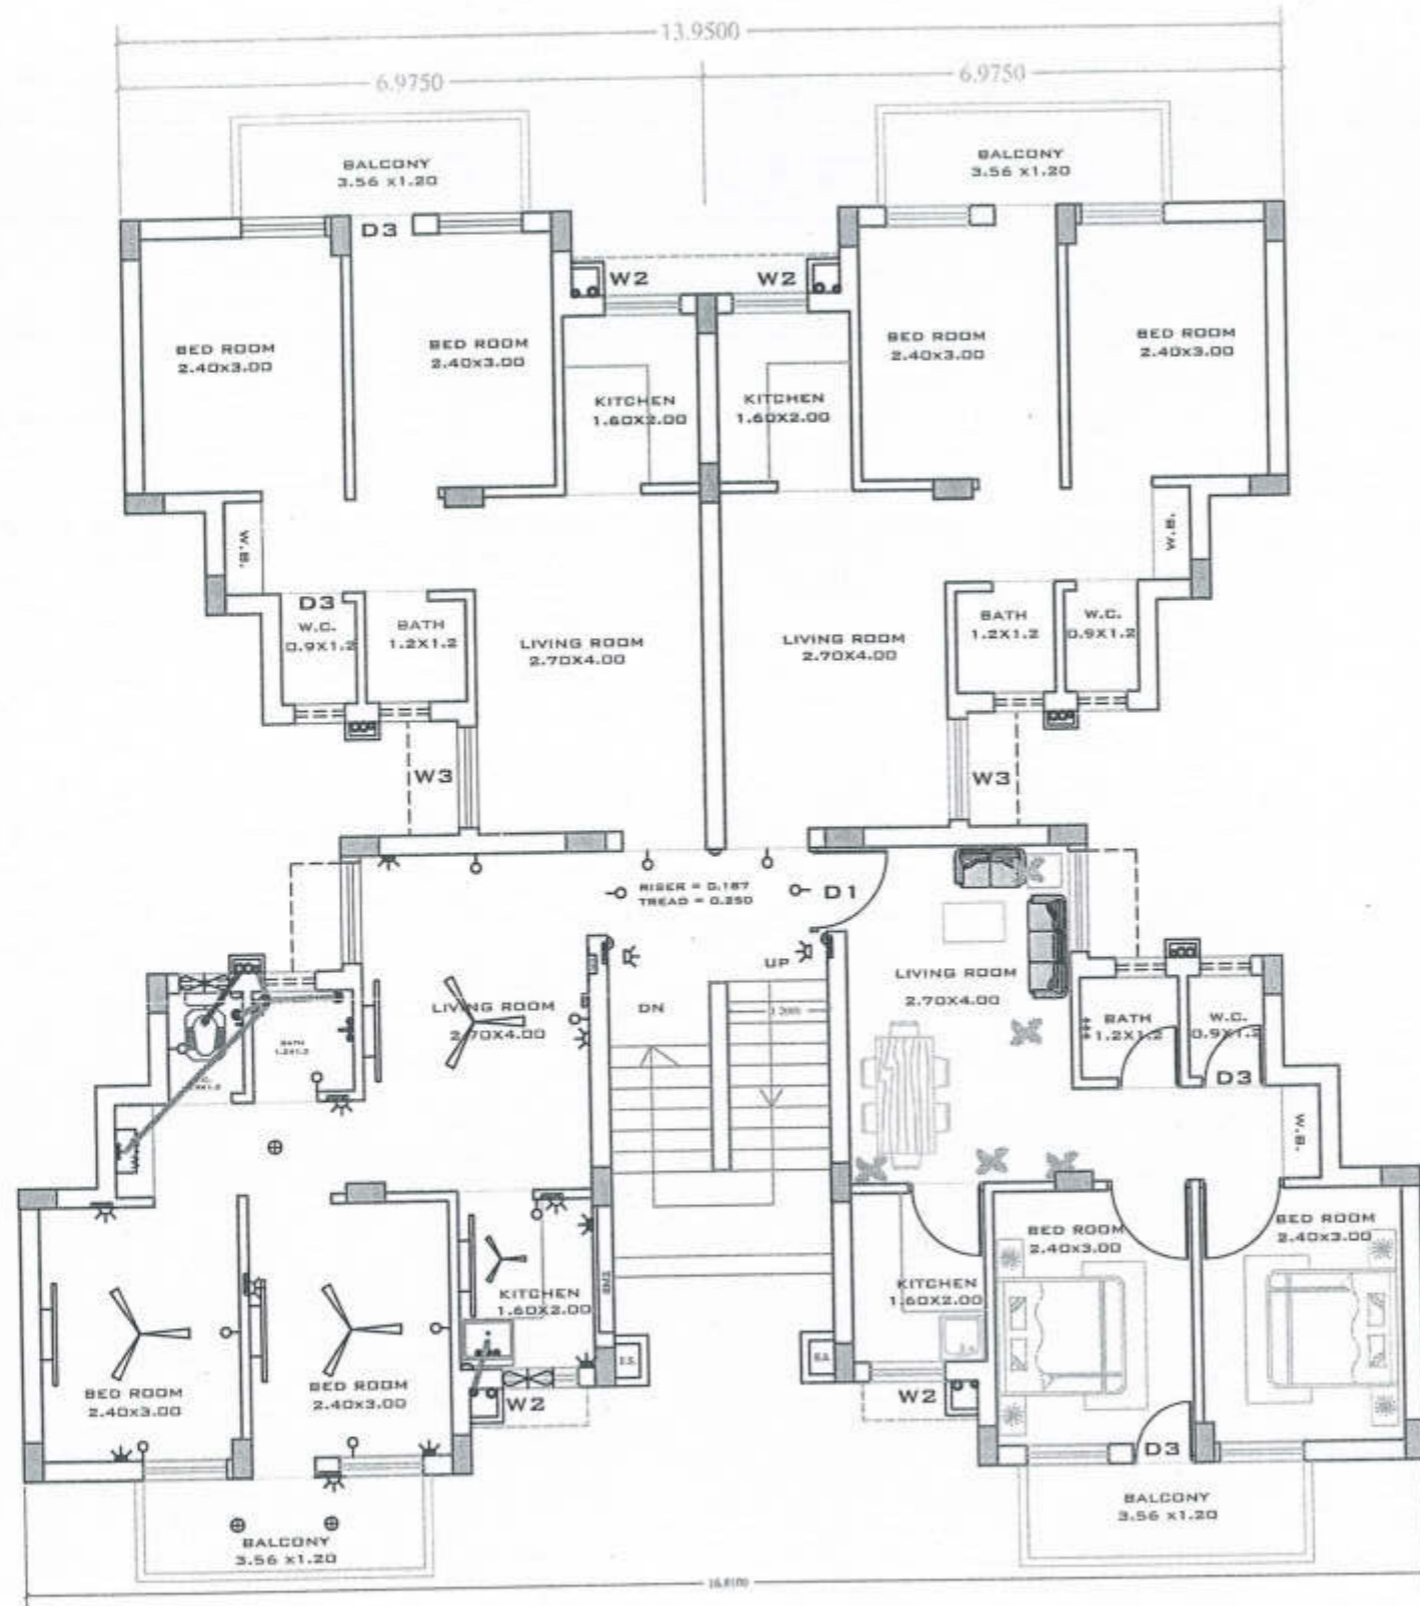 13.9500
6.9750
6.9750
BALCONY
3.56 x1.20
BALCONY
3.56 x1.20
D3
W2
W2
BED ROOM
2.40x3.00
BED ROOM
2.40x3.00
BED ROOM
2.40x3.00
BED ROOM
2.40x3.00
KITCHEN
1.60X2.00
KITCHEN
1.60X2.00
W.B.
W.B.
D3
W.C.
0.9X1.2
BATH
1.2X1.2
LIVING ROOM
2.70X4.00
LIVING ROOM
2.70X4.00
BATH
1.2X1.2
W.C.
0.9X1.2
W3
W3
RISER = 0.187
TREAD = 0.250
D1
UP
DN
LIVING ROOM
2.70X4.00
LIVING ROOM
2.70X4.00
BATH
1.2X1.2
BATH
1.2X1.2
W.C.
0.9X1.2
D3
W.B.
BED ROOM
2.40x3.00
BED ROOM
2.40x3.00
KITCHEN
1.60X2.00
KITCHEN
1.60X2.00
BED ROOM
2.40x3.00
BED ROOM
2.40x3.00
W2
W2
D3
BALCONY
3.56 x1.20
BALCONY
3.56 x1.20